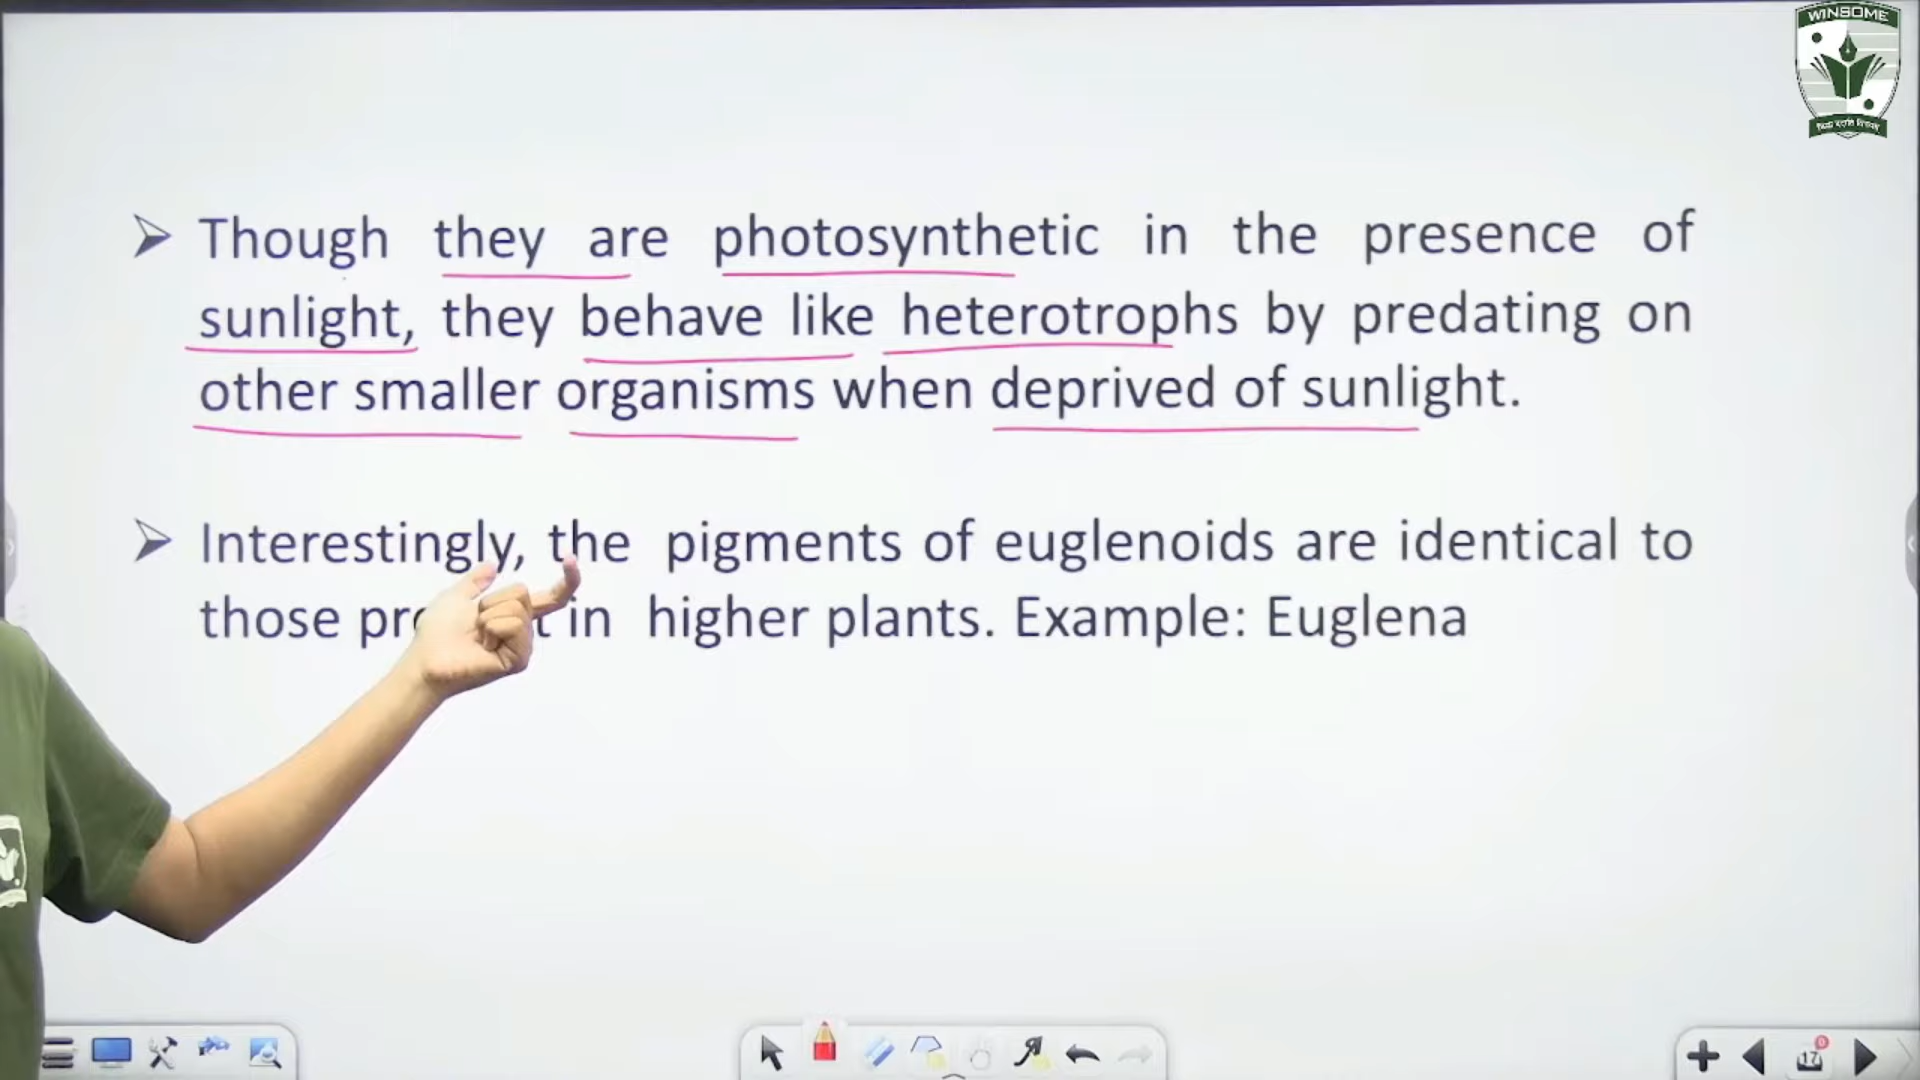 WINSOME
Though they are photosynthetic in the presence of
sunlight, they behave like heterotrophs by predating on
other smaller organisms when deprived of sunlight.
Interestingly, the pigments of euglenoids are identical to
those in higher plants. Example: Euglena
17